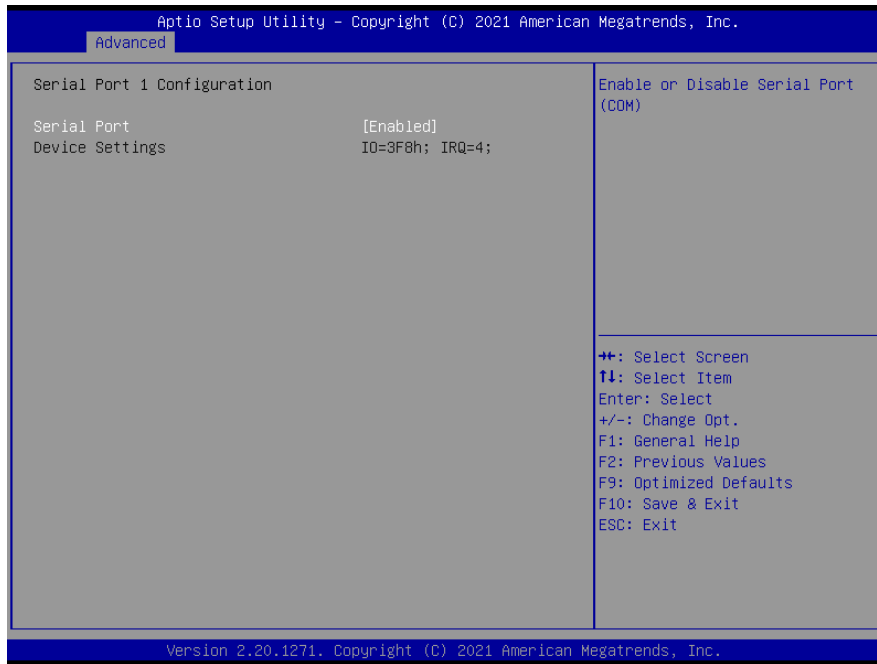 Aptio Setup Utility – Copyright (C) 2021 American Megatrends, Inc.
Advanced
Serial Port 1 Configuration
Serial Port [Enabled]
Device Settings IO=3F8h; IRQ=4;
Enable or Disable Serial Port
(COM)
→←: Select Screen
↑↓: Select Item
Enter: Select
+/-: Change Opt.
F1: General Help
F2: Previous Values
F9: Optimized Defaults
F10: Save & Exit
ESC: Exit
Version 2.20.1271. Copyright (C) 2021 American Megatrends, Inc.